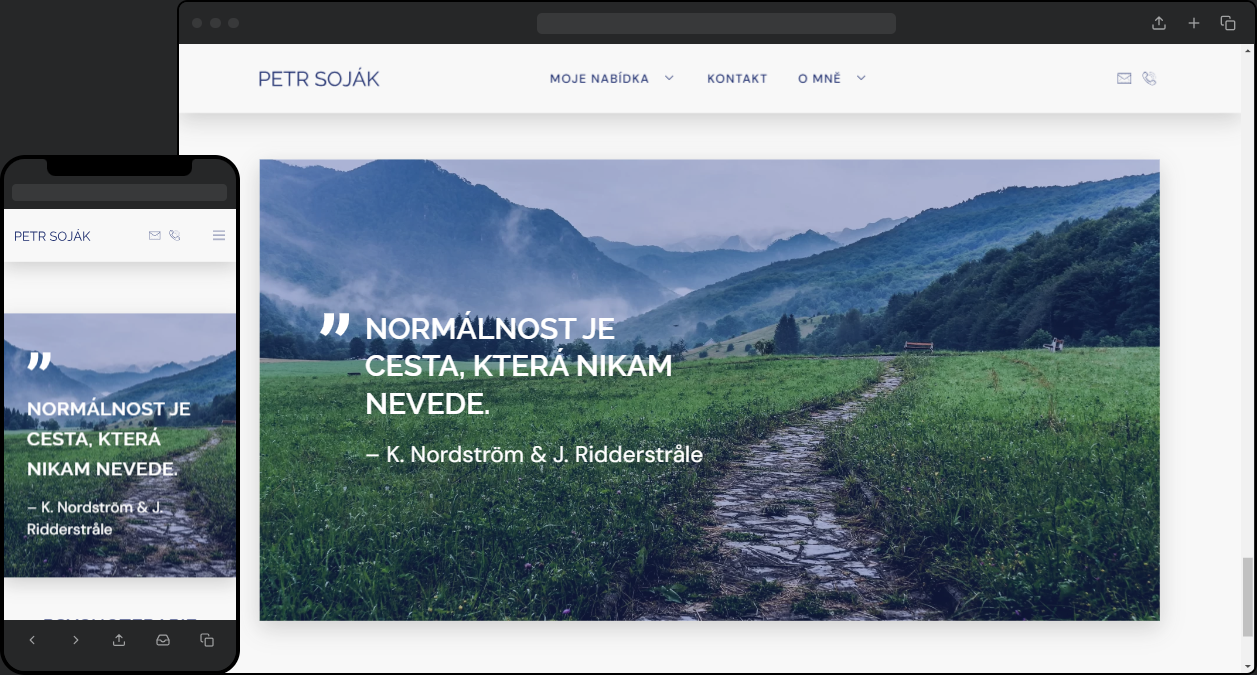 PETR SOJÁK
MOJE NABÍDKA
KONTAKT
O MNĚ
” NORMÁLNOST JE
CESTA, KTERÁ NIKAM
NEVEDE.
– K. Nordström & J. Ridderstråle
PETR SOJÁK
”
NORMÁLNOST JE
CESTA, KTERÁ
NIKAM NEVEDE.
– K. Nordström & J.
Ridderstråle